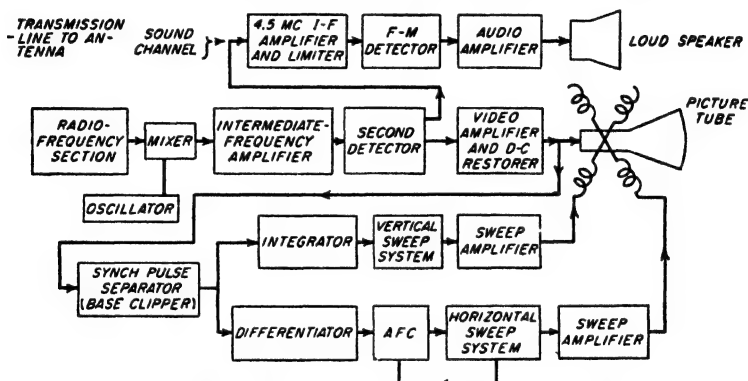 TRANSMISSION
-LINE TO AN-
TENNA
SOUND
CHANNEL
4.5 MC I-F
AMPLIFIER
AND LIMITER
F-M
DETECTOR
AUDIO
AMPLIFIER
LOUD SPEAKER
RADIO-
FREQUENCY
SECTION
MIXER
INTERMEDIATE-
FREQUENCY
AMPLIFIER
SECOND
DETECTOR
VIDEO
AMPLIFIER
AND D-C
RESTORER
PICTURE
TUBE
OSCILLATOR
INTEGRATOR
VERTICAL
SWEEP
SYSTEM
SWEEP
AMPLIFIER
SYNCH PULSE
SEPARATOR
(BASE CLIPPER)
DIFFERENTIATOR
AFC
HORIZONTAL
SWEEP
SYSTEM
SWEEP
AMPLIFIER